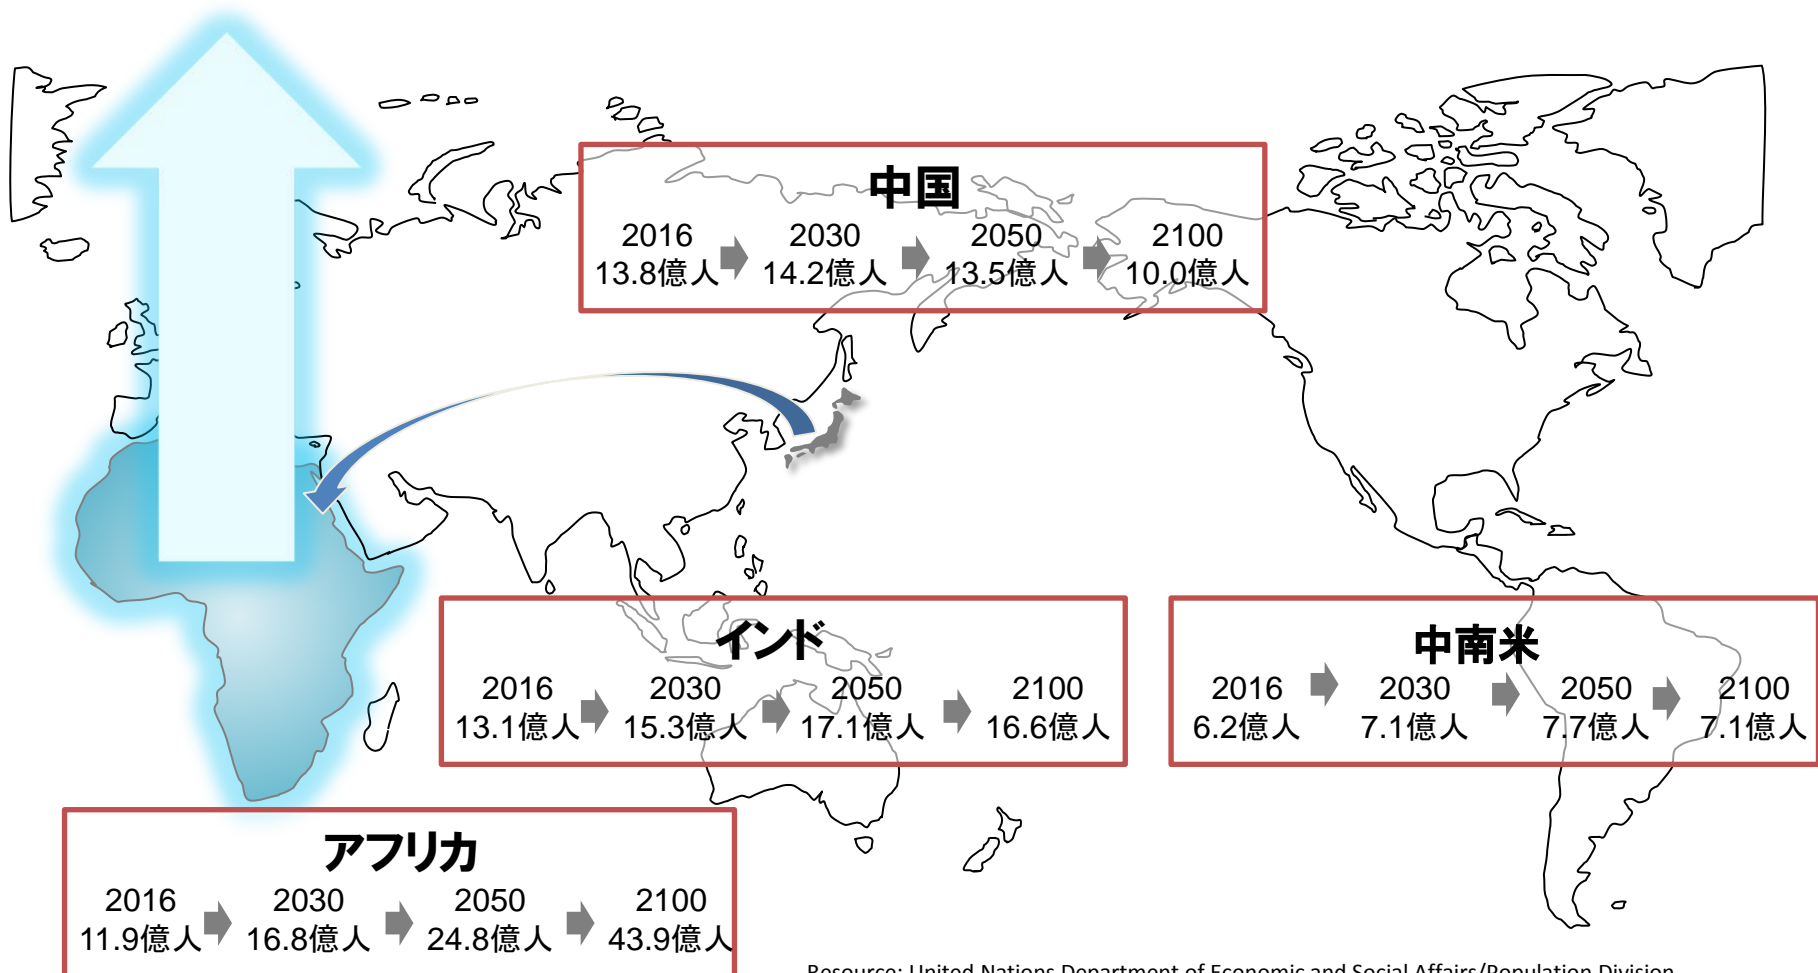 中国
2016 2030 2050 2100
13.8億人 14.2億人 13.5億人 10.0億人
インド
2016 2030 2050 2100
13.1億人 15.3億人 17.1億人 16.6億人
中南米
2016 2030 2050 2100
6.2億人 7.1億人 7.7億人 7.1億人
アフリカ
2016 2030 2050 2100
11.9億人 16.8億人 24.8億人 43.9億人
Resource: United Nations Department of Economic and Social Affairs/Population Division